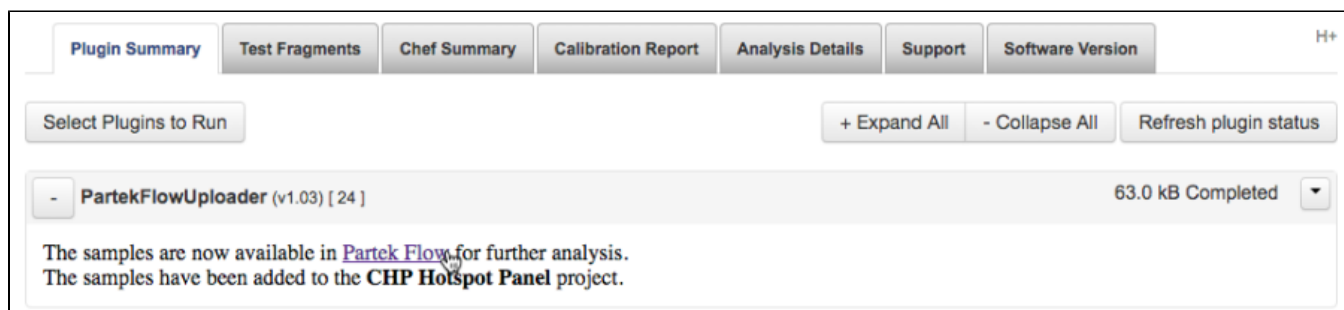 Plugin Summary Test Fragments Chef Summary Calibration Report Analysis Details Support Software Version H+
Select Plugins to Run + Expand All - Collapse All Refresh plugin status
- PartekFlowUploader (v1.03) [ 24 ] 63.0 kB Completed
The samples are now available in Partek Flow for further analysis.
The samples have been added to the CHP Hotspot Panel project.